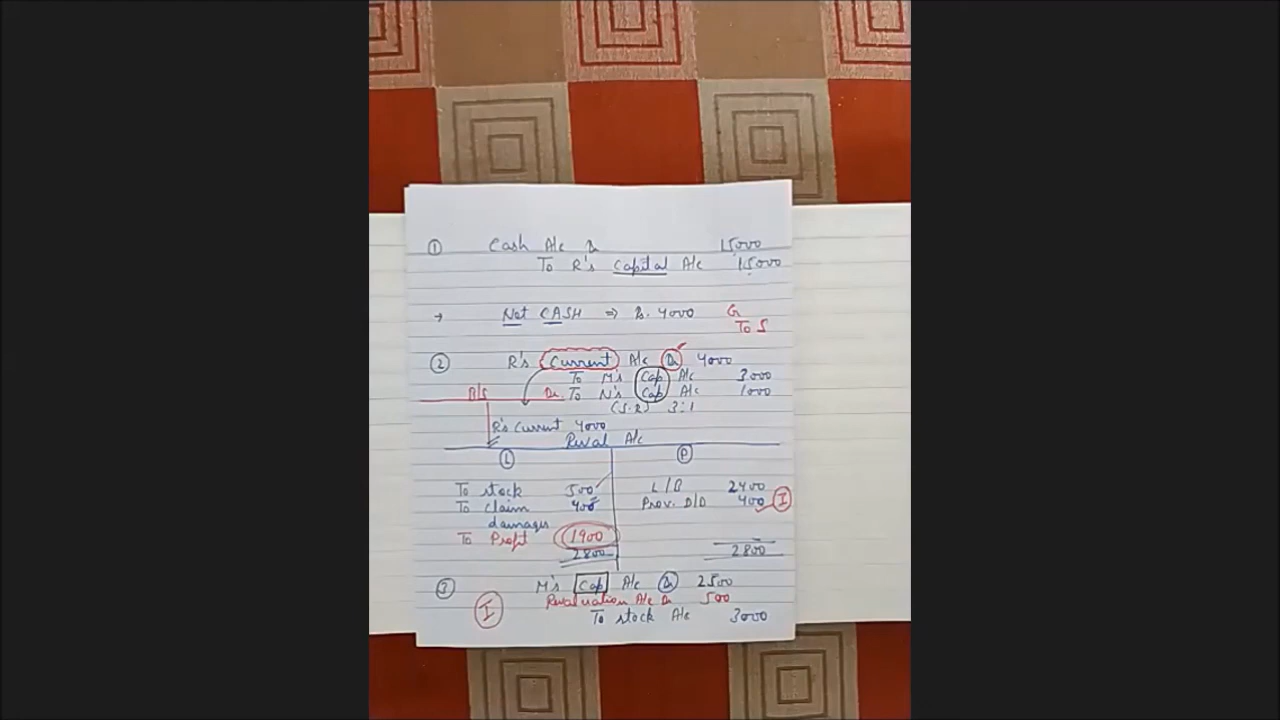 ① Cash A/c Dr 15000
To R's Capital A/c 15000
→ Net CASH ⇒ Rs. 4000 G
To S
② R's Current A/c Dr 4000
To M's Cap A/c 3000
B/S Dr To N's Cap A/c 1000
(S.R) 3:1
R's Current 4000
Reval A/c
(L) (P)
To stock 500 L/B 2400
To claim 400 Prov. D/D 400 I
damages
To Profit 1900
2800 2800
③ M's Cap A/c Dr 2500
I Revaluation A/c Dr 500
To stock A/c 3000